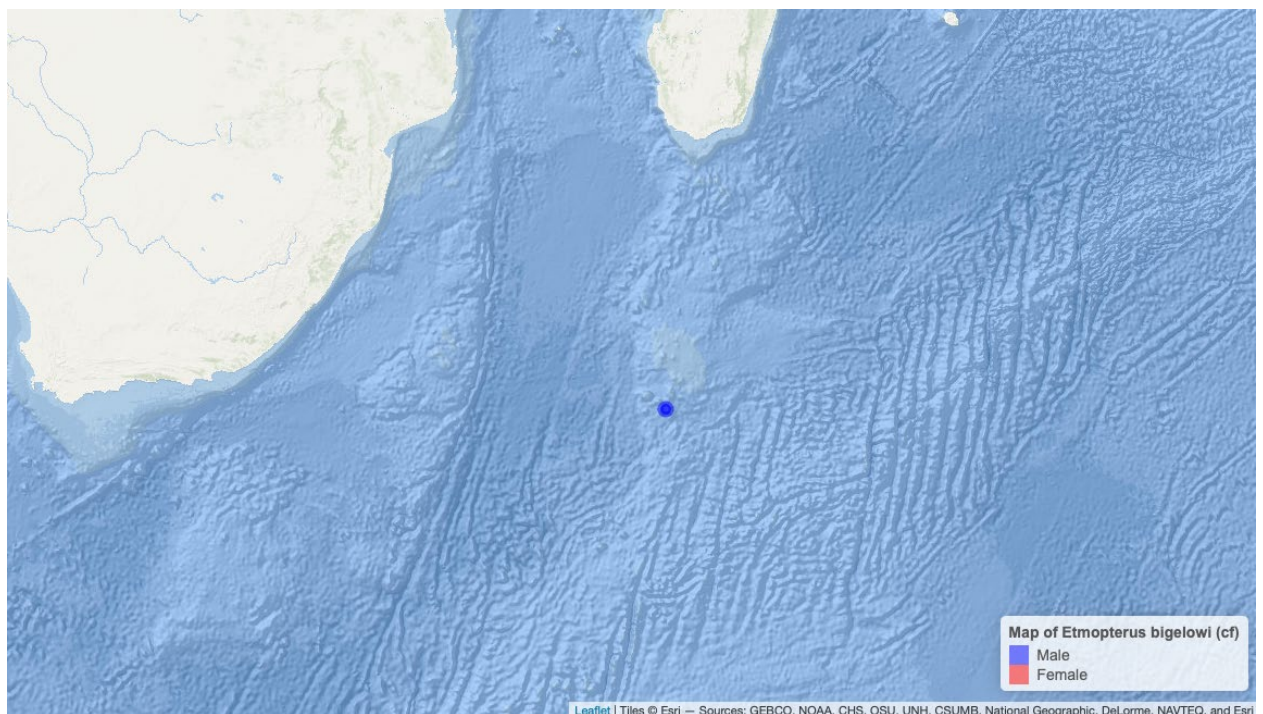 Map of Etmopterus bigelowi (cf)
Male
Female
Leaflet | Tiles © Esri — Sources: GEBCO, NOAA, CHS, OSU, UNH, CSUMB, National Geographic, DeLorme, NAVTEQ, and Esri